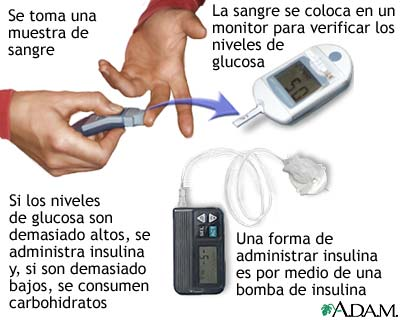 Se toma una
muestra de
sangre
La sangre se coloca en un
monitor para verificar los
niveles de
glucosa
Si los niveles
de glucosa son
demasiado altos, se
administra insulina
y, si son demasiado
bajos, se consumen
carbohidratos
Una forma de
administrar insulina
es por medio de una
bomba de insulina
A.D.A.M.